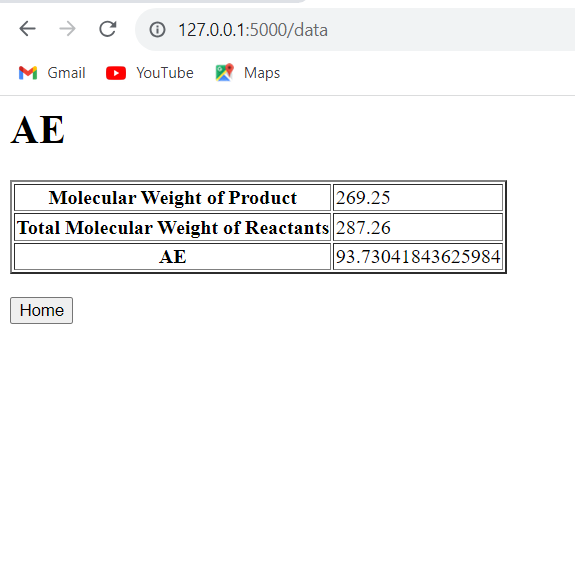 127.0.0.1:5000/data
Gmail YouTube Maps
AE
Molecular Weight of Product 269.25
Total Molecular Weight of Reactants 287.26
AE 93.73041843625984
Home